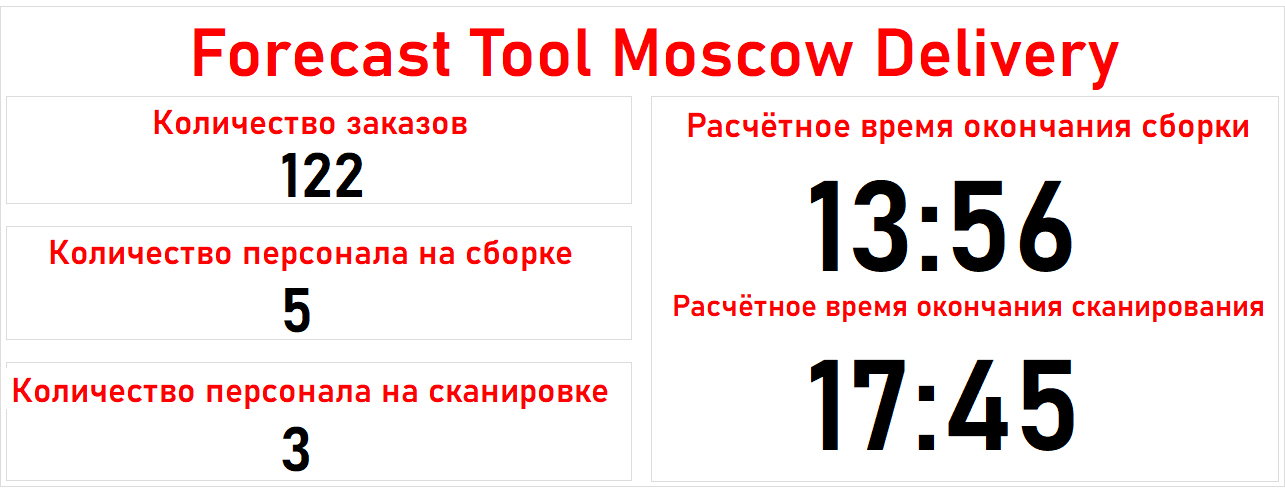 Forecast Tool Moscow Delivery
Количество заказов
122
Количество персонала на сборке
5
Количество персонала на сканировке
3
Расчётное время окончания сборки
13:56
Расчётное время окончания сканирования
17:45